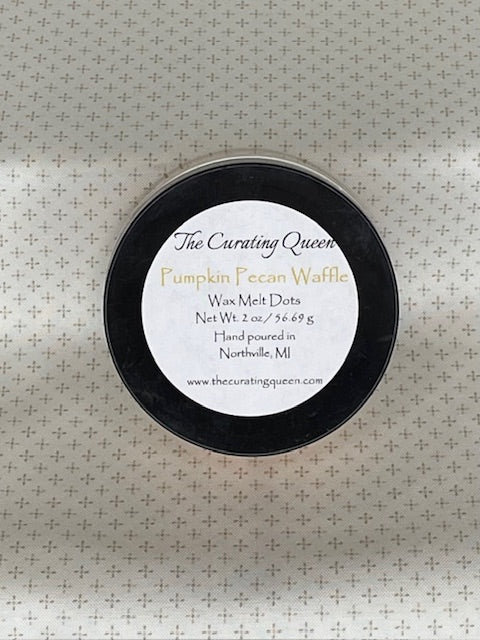 The Curating Queen
Pumpkin Pecan Waffle
Wax Melt Dots
Net Wt. 2 oz / 56.69 g
Hand poured in
Northville, MI
www.thecuratingqueen.com